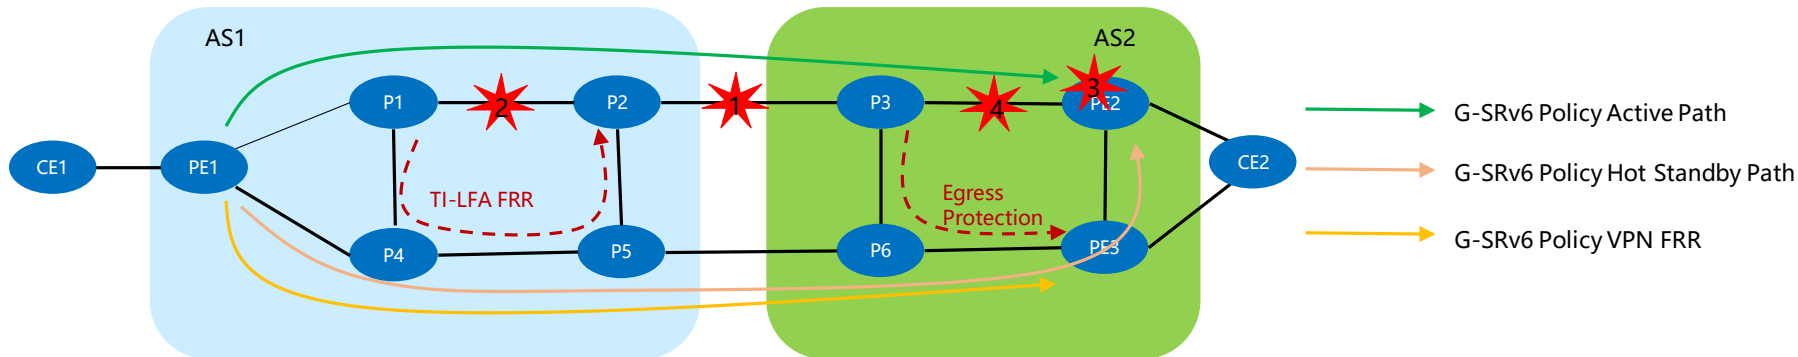 AS1
AS2
P1
2
P2
1
P3
4
3
PE2
G-SRv6 Policy Active Path
CE1
PE1
CE2
G-SRv6 Policy Hot Standby Path
TI-LFA FRR
Egress
Protection
P4
P5
P6
PE3
G-SRv6 Policy VPN FRR